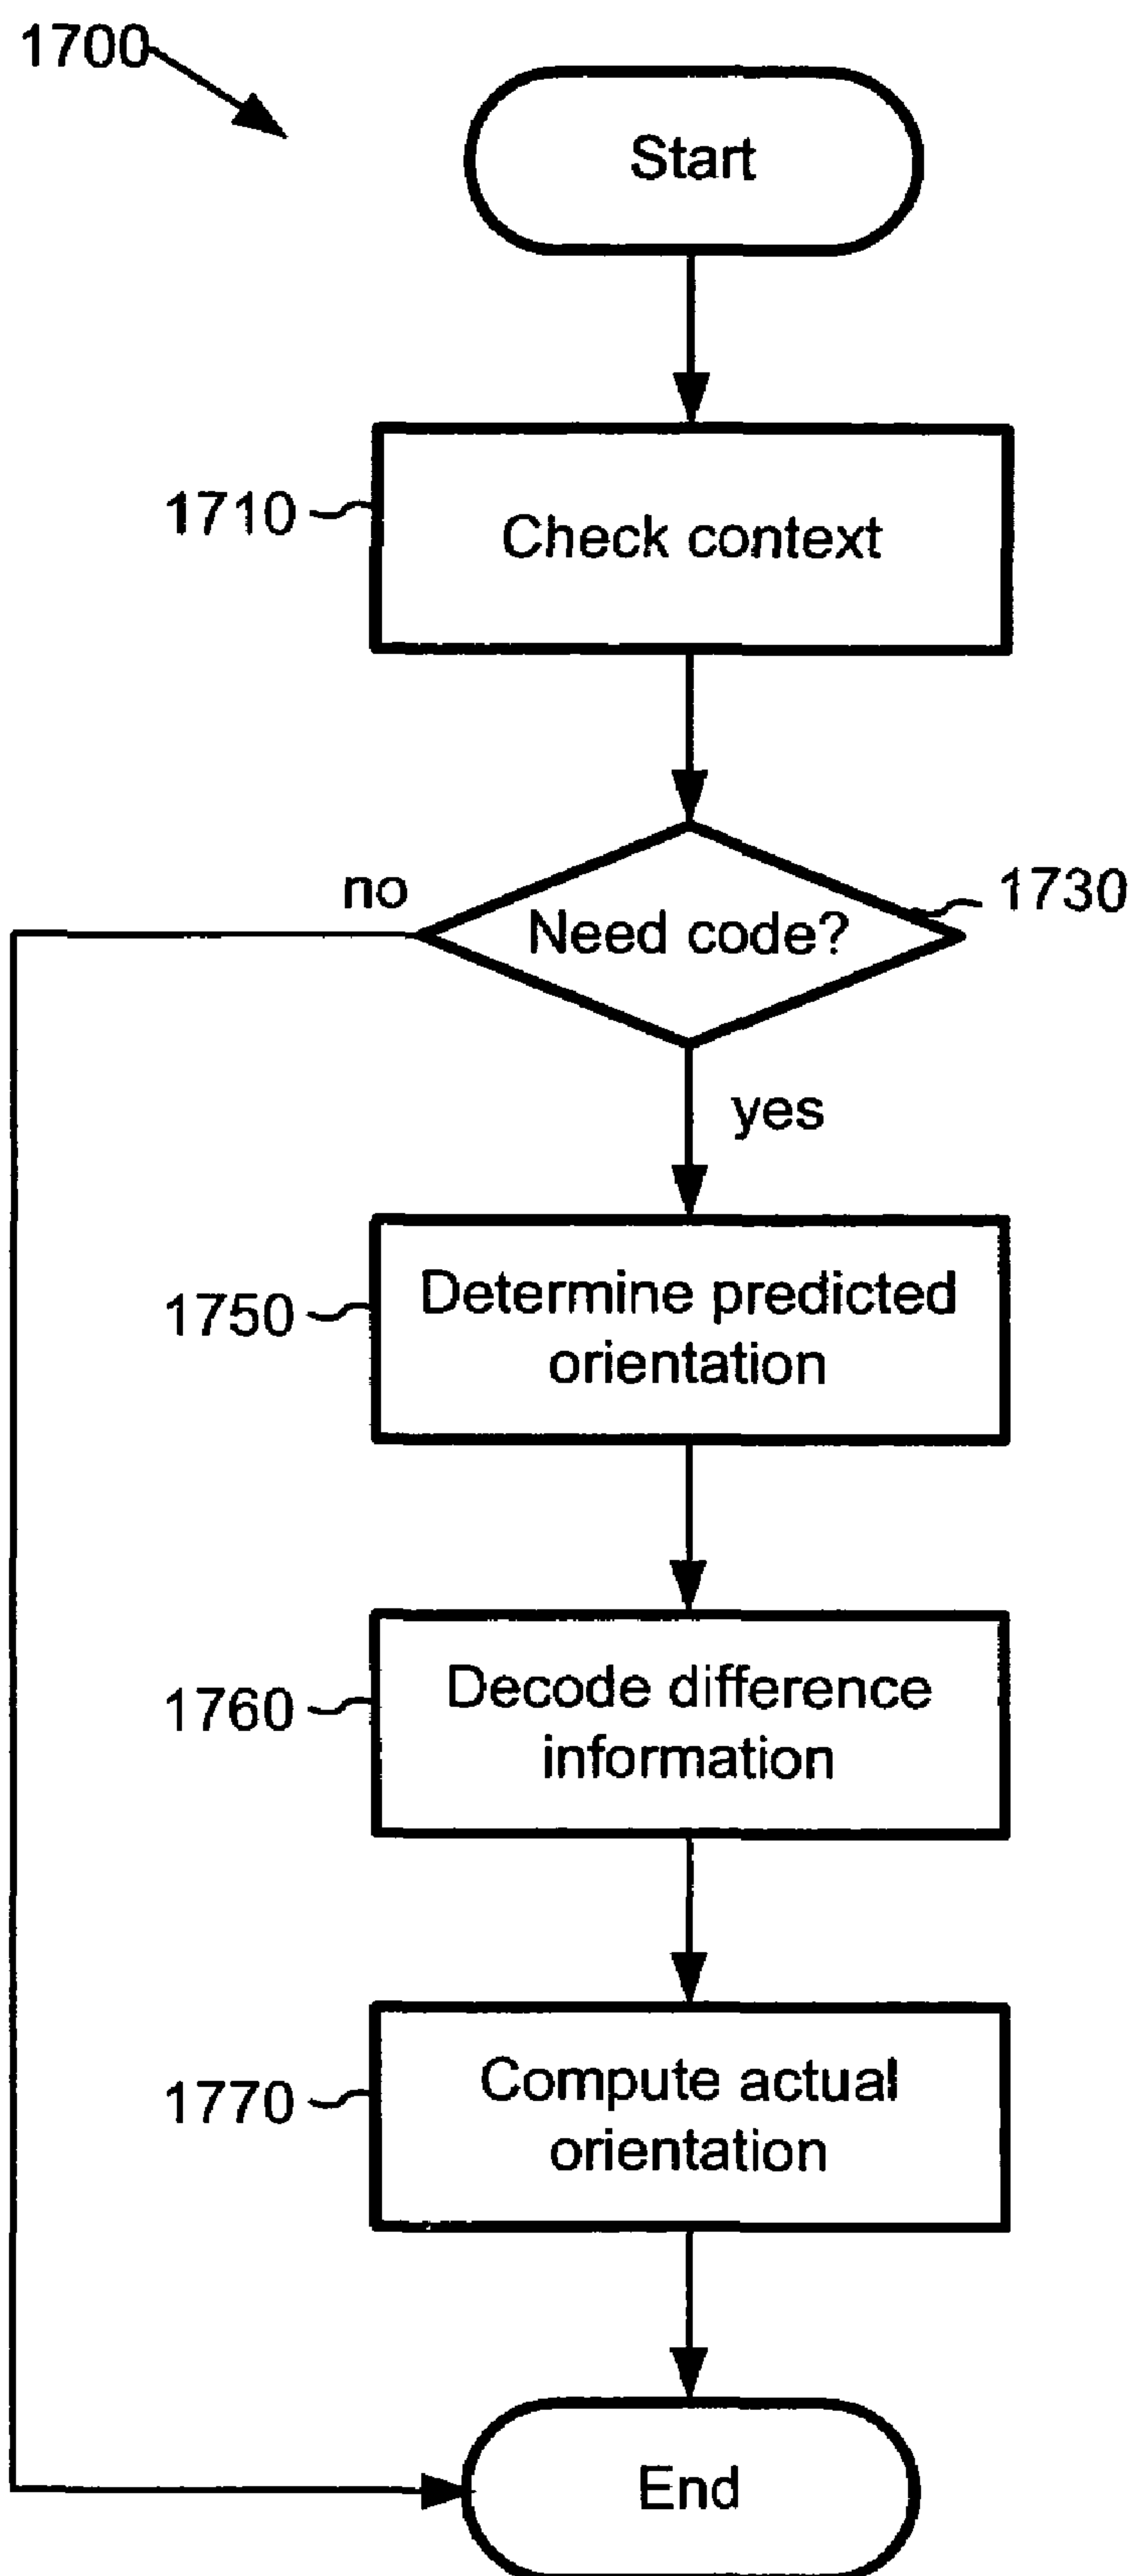 1700
Start
1710
Check context
no
Need code?
1730
yes
1750
Determine predicted
orientation
1760
Decode difference
information
1770
Compute actual
orientation
End